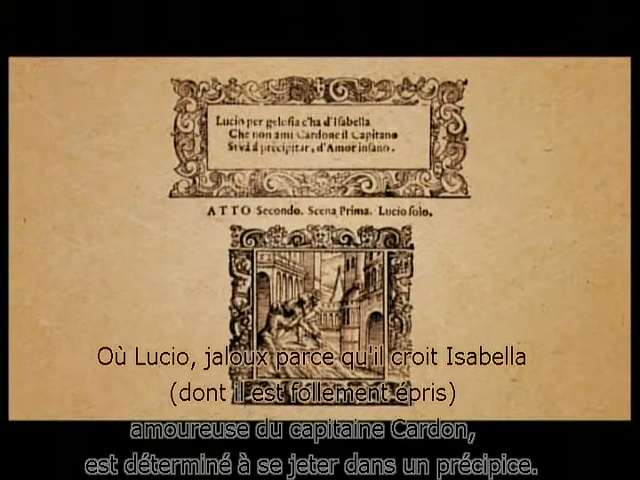 Lucio per gelosia c'ha d'Isabella
Che non ami Cardone il Capitano
Si và à precipitar, d'Amor insano.
ATTO Secondo. Scena Prima. Lucio solo.
Où Lucio, jaloux parce qu'il croit Isabella
(dont il est follement épris)
amoureuse du capitaine Cardon,
est déterminé à se jeter dans un précipice.